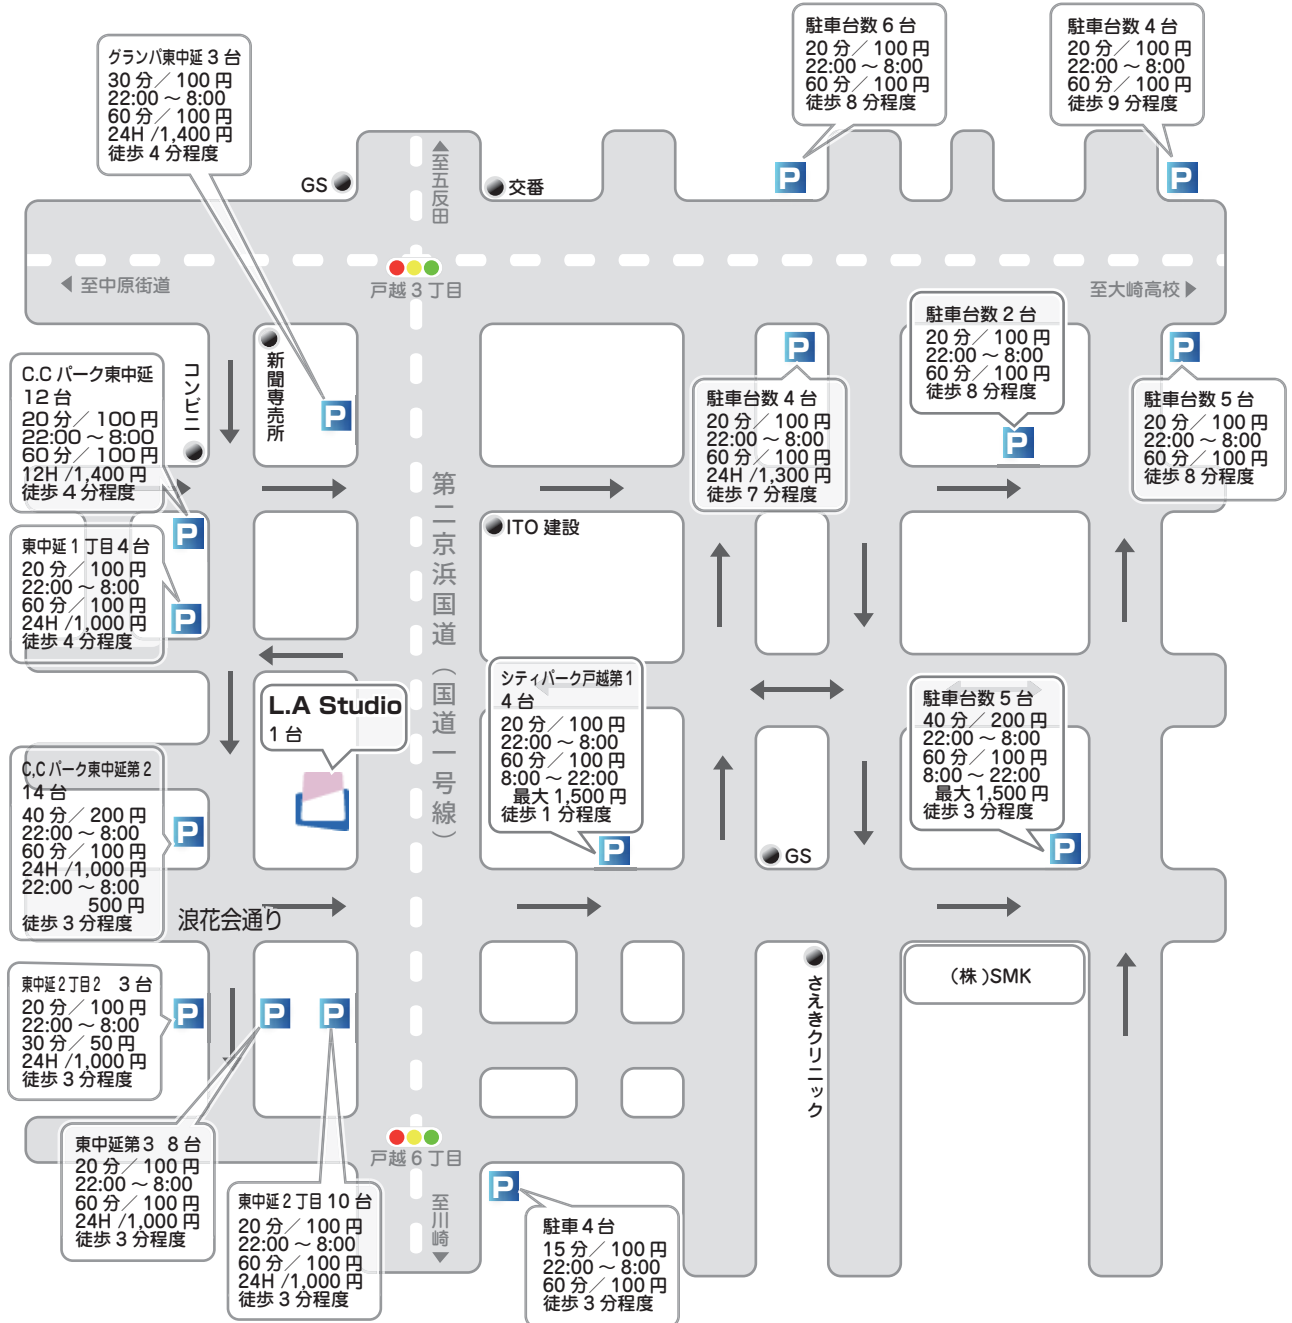 グランパ東中延 3 台
30 分／ 100 円
22:00 ～ 8:00
60 分／ 100 円
24H /1,400 円
徒歩 4 分程度
駐車台数 6 台
20 分／ 100 円
22:00 ～ 8:00
60 分／ 100 円
徒歩 8 分程度
駐車台数 4 台
20 分／ 100 円
22:00 ～ 8:00
60 分／ 100 円
徒歩 9 分程度
GS
▲至五反田
交番
P
P
◀ 至中原街道
戸越 3 丁目
至大崎高校 ▶
C.C パーク東中延
12 台
20 分／ 100 円
22:00 ～ 8:00
60 分／ 100 円
12H /1,400 円
徒歩 4 分程度
コンビニ
新聞専売所
P
P
駐車台数 4 台
20 分／ 100 円
22:00 ～ 8:00
60 分／ 100 円
24H /1,300 円
徒歩 7 分程度
駐車台数 2 台
20 分／ 100 円
22:00 ～ 8:00
60 分／ 100 円
徒歩 8 分程度
P
P
駐車台数 5 台
20 分／ 100 円
22:00 ～ 8:00
60 分／ 100 円
徒歩 8 分程度
P
東中延 1 丁目 4 台
20 分／ 100 円
22:00 ～ 8:00
60 分／ 100 円
24H /1,000 円
徒歩 4 分程度
P
第二京浜国道（国道一号線）
ITO 建設
L.A Studio
1 台
シティパーク戸越第 1
4 台
20 分／ 100 円
22:00 ～ 8:00
60 分／ 100 円
8:00 ～ 22:00
最大 1,500 円
徒歩 1 分程度
P
駐車台数 5 台
40 分／ 200 円
22:00 ～ 8:00
60 分／ 100 円
8:00 ～ 22:00
最大 1,500 円
徒歩 3 分程度
P
GS
C,C パーク東中延第 2
14 台
40 分／ 200 円
22:00 ～ 8:00
60 分／ 100 円
24H /1,000 円
22:00 ～ 8:00
500 円
徒歩 3 分程度
P
浪花会通り
さえきクリニック
（株）SMK
東中延 2 丁目 2　3 台
20 分／ 100 円
22:00 ～ 8:00
30 分／ 50 円
24H /1,000 円
徒歩 3 分程度
P
P
P
東中延第 3　8 台
20 分／ 100 円
22:00 ～ 8:00
60 分／ 100 円
24H /1,000 円
徒歩 3 分程度
東中延 2 丁目 10 台
20 分／ 100 円
22:00 ～ 8:00
60 分／ 100 円
24H /1,000 円
徒歩 3 分程度
戸越 6 丁目
至川崎▼
P
駐車 4 台
15 分／ 100 円
22:00 ～ 8:00
60 分／ 100 円
徒歩 3 分程度